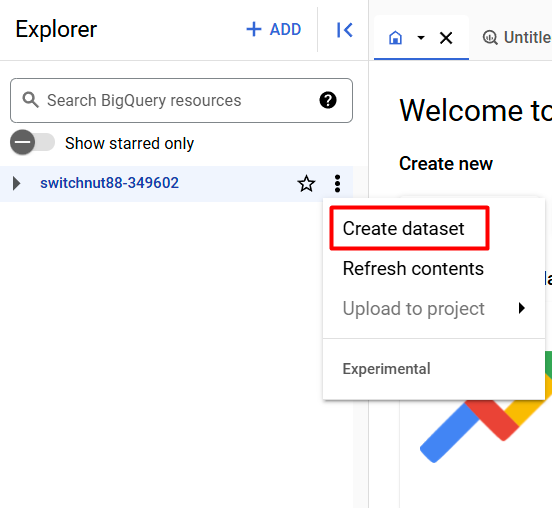 Explorer
+ ADD
Untitle
Search BigQuery resources
?
Show starred only
Welcome to
Create new
switchnut88-349602
Create dataset
Refresh contents
Upload to project
Experimental